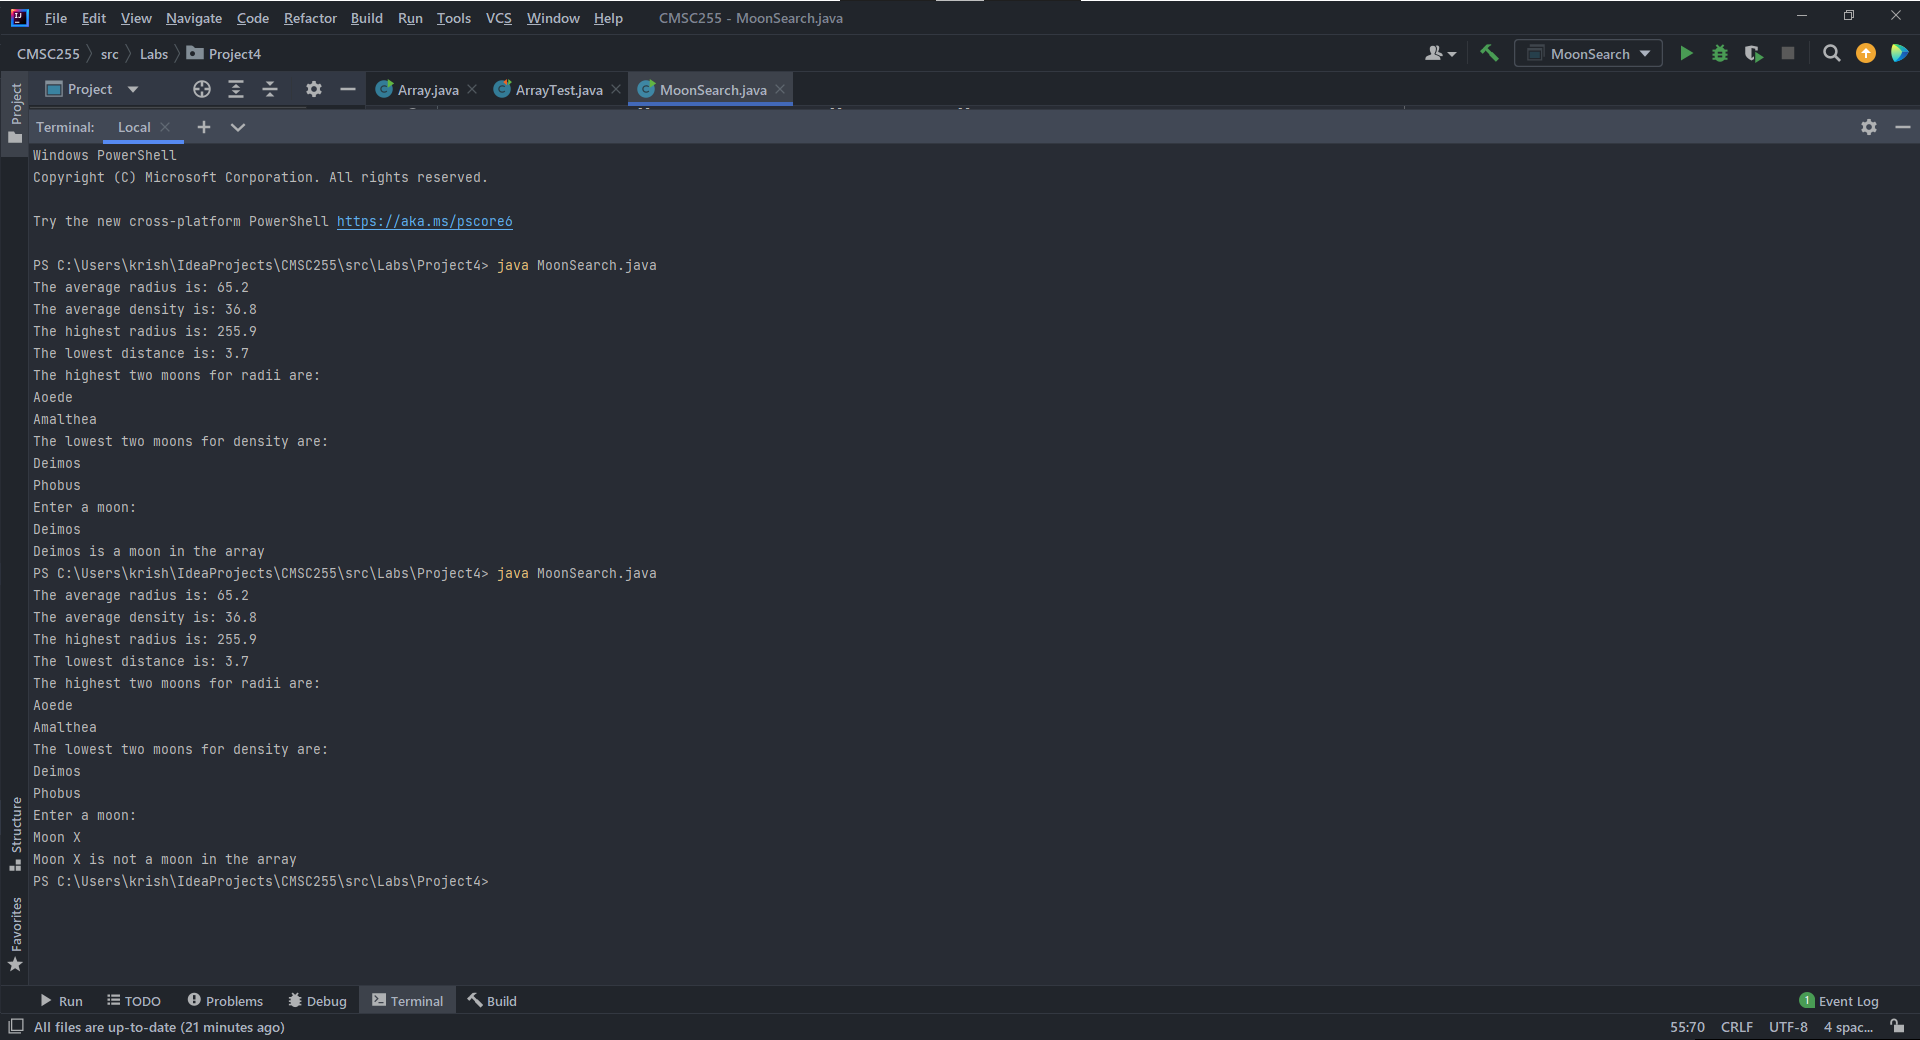 File Edit View Navigate Code Refactor Build Run Tools VCS Window Help CMSC255 - MoonSearch.java
CMSC255 src Labs Project4 MoonSearch
Project Array.java ArrayTest.java MoonSearch.java
Project
Terminal: Local
Windows PowerShell
Copyright (C) Microsoft Corporation. All rights reserved.
Try the new cross-platform PowerShell https://aka.ms/pscore6
PS C:\Users\krish\IdeaProjects\CMSC255\src\Labs\Project4> java MoonSearch.java
The average radius is: 65.2
The average density is: 36.8
The highest radius is: 255.9
The lowest distance is: 3.7
The highest two moons for radii are:
Aoede
Amalthea
The lowest two moons for density are:
Deimos
Phobus
Enter a moon:
Deimos
Deimos is a moon in the array
PS C:\Users\krish\IdeaProjects\CMSC255\src\Labs\Project4> java MoonSearch.java
The average radius is: 65.2
The average density is: 36.8
The highest radius is: 255.9
The lowest distance is: 3.7
The highest two moons for radii are:
Aoede
Amalthea
The lowest two moons for density are:
Deimos
Phobus
Enter a moon:
Moon X
Moon X is not a moon in the array
PS C:\Users\krish\IdeaProjects\CMSC255\src\Labs\Project4>
Structure
Favorites
Run TODO Problems Debug Terminal Build 1 Event Log
All files are up-to-date (21 minutes ago) 55:70 CRLF UTF-8 4 spac...